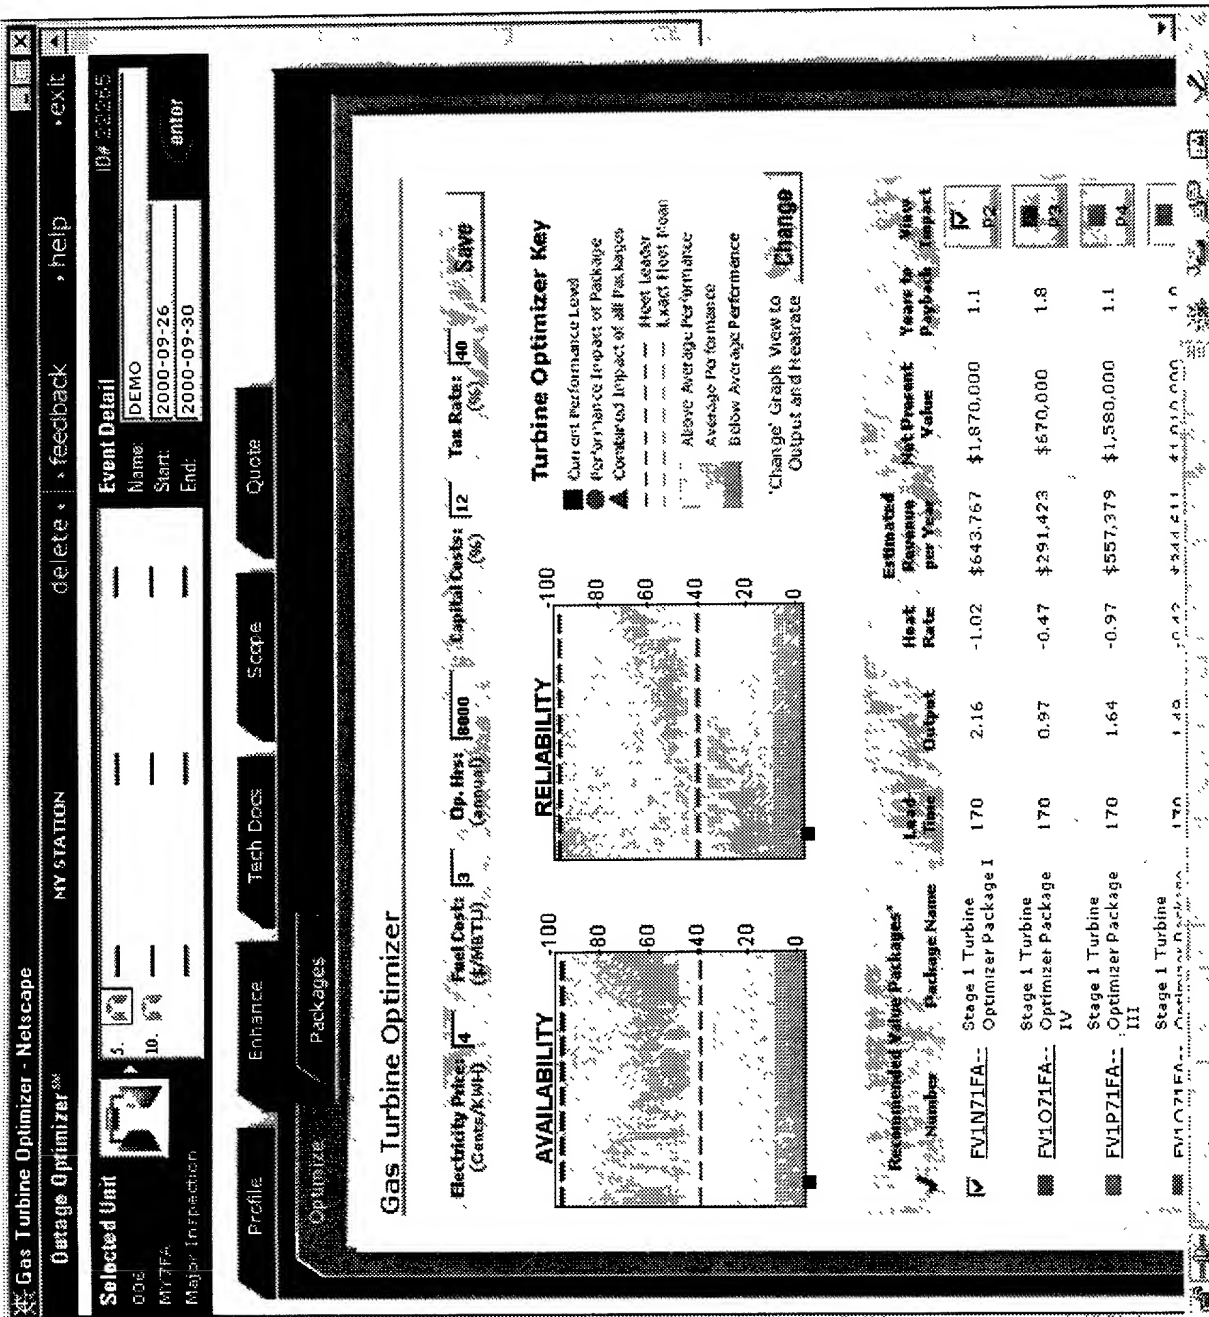 Gas Turbine Optimizer - Netscape
Outage Optimizer℠ MY STATION delete feedback help exit
Selected Unit
006
MY7FA
Major Inspection
5.
10.
Event Detail ID# 20265
Name: DEMO
Start: 2000-09-26
End: 2000-09-30
enter
Profile Enhance Tech Docs Scope Quote
Optimize Packages
Gas Turbine Optimizer
Electricity Price: 4 Fuel Cost: 3 Op. Hrs: 8000 Capital Costs: 12 Tax Rate: 40 Save
(Cents/KWH) ($/MBTU) (annual) (%) (%)
AVAILABILITY
100
80
60
40
20
0
RELIABILITY
100
80
60
40
20
0
Turbine Optimizer Key
Current Performance Level
Performance Impact of Package
Combined Impact of all Packages
Fleet Leader
Exact Fleet Mean
Above Average Performance
Average Performance
Below Average Performance
'Change' Graph View to
Output and Heatrate
Change
Recommended Value Packages*
Number Package Name Lead Time Output Heat Rate Estimated Revenue per Year Net Present Value Years to Payback View Impact
FV1N71FA-- Stage 1 Turbine Optimizer Package I 170 2.16 -1.02 $643,767 $1,870,000 1.1 P2
FV1O71FA-- Stage 1 Turbine Optimizer Package IV 170 0.97 -0.47 $291,423 $670,000 1.8 P3
FV1P71FA-- Stage 1 Turbine Optimizer Package III 170 1.64 -0.97 $557,379 $1,580,000 1.1 P4
Stage 1 Turbine 170